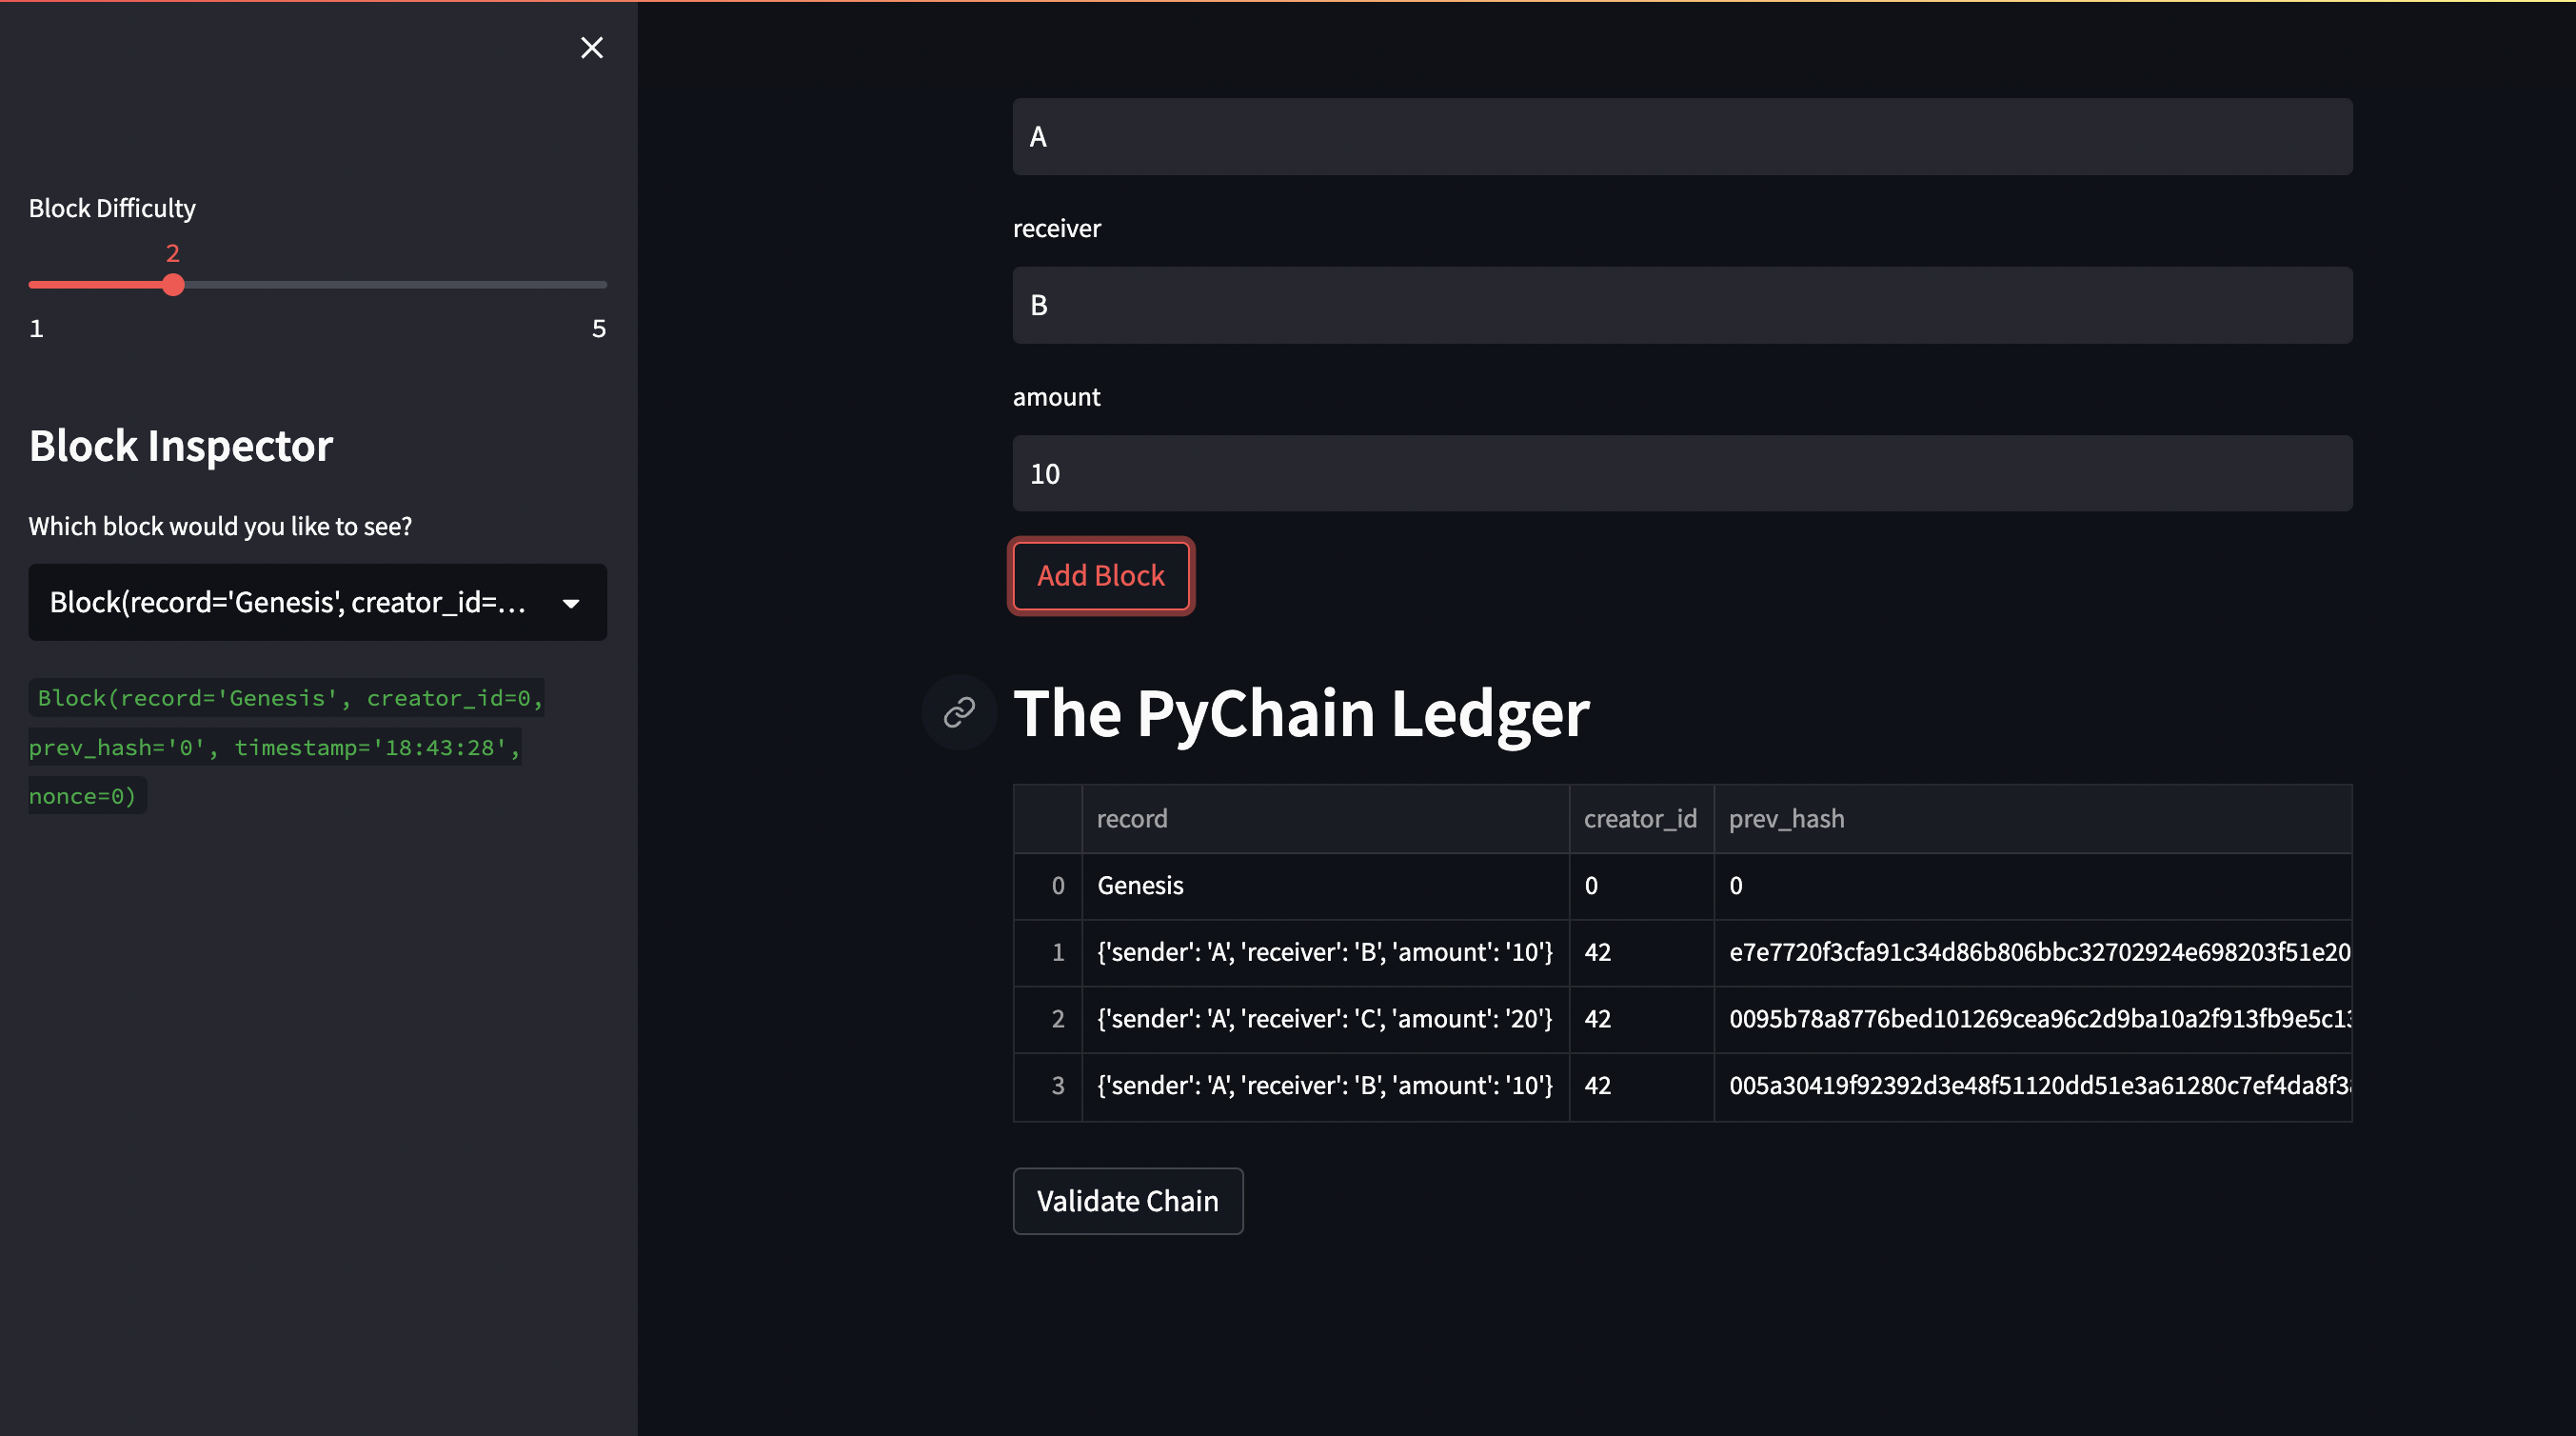 Block Difficulty
2
1 5
Block Inspector
Which block would you like to see?
Block(record='Genesis', creator_id=...
Block(record='Genesis', creator_id=0,
prev_hash='0', timestamp='18:43:28',
nonce=0)
A
receiver
B
amount
10
Add Block
The PyChain Ledger
record creator_id prev_hash
0 Genesis 0 0
1 {'sender': 'A', 'receiver': 'B', 'amount': '10'} 42 e7e7720f3cfa91c34d86b806bbc32702924e698203f51e20
2 {'sender': 'A', 'receiver': 'C', 'amount': '20'} 42 0095b78a8776bed101269cea96c2d9ba10a2f913fb9e5c13
3 {'sender': 'A', 'receiver': 'B', 'amount': '10'} 42 005a30419f92392d3e48f51120dd51e3a61280c7ef4da8f3
Validate Chain